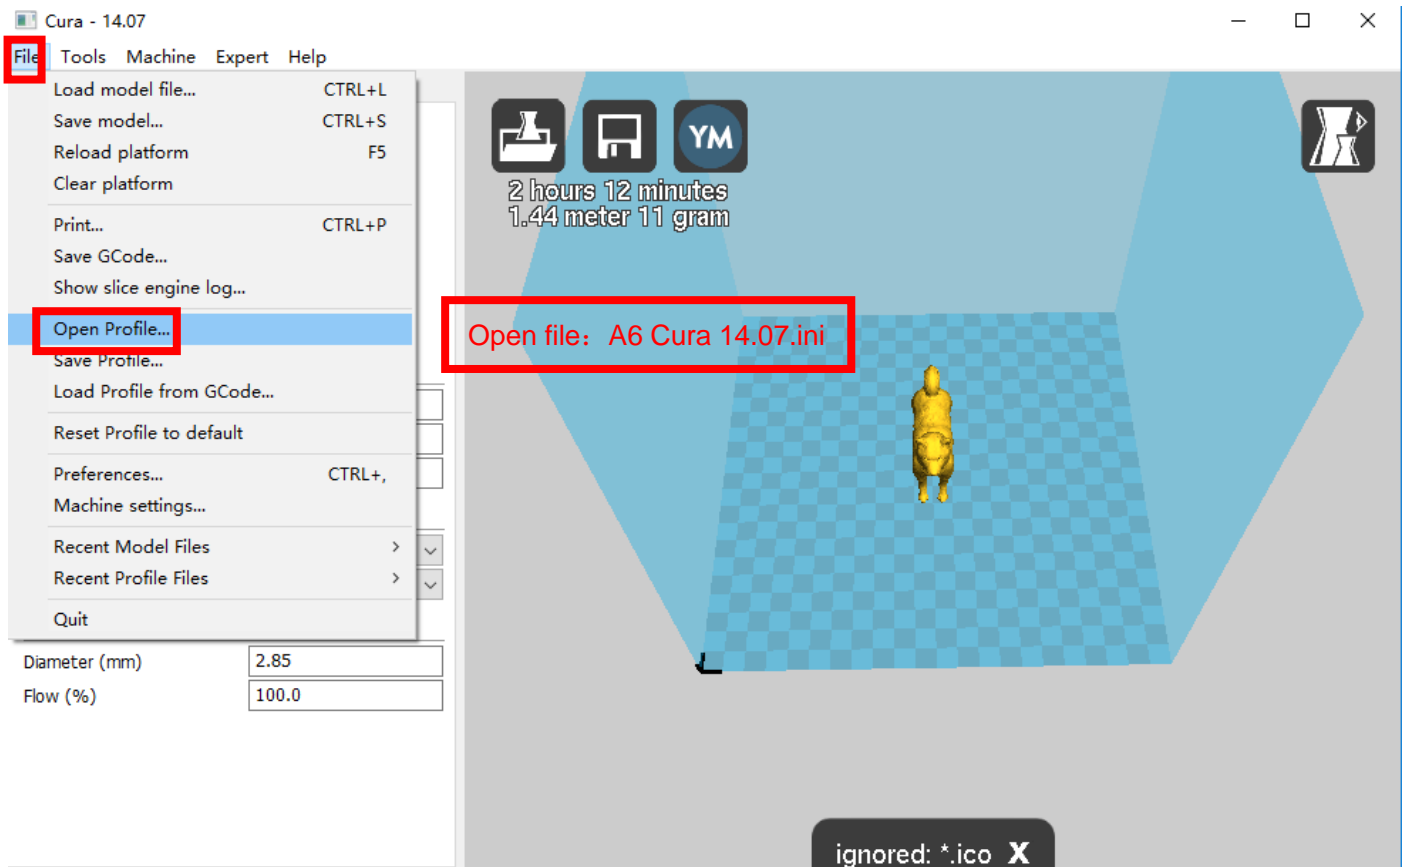 Cura - 14.07
File Tools Machine Expert Help
Load model file... CTRL+L
Save model... CTRL+S
Reload platform F5
Clear platform
Print... CTRL+P
Save GCode...
Show slice engine log...
Open Profile...
Save Profile...
Load Profile from GCode...
Reset Profile to default
Preferences... CTRL+,
Machine settings...
Recent Model Files
Recent Profile Files
Quit
Diameter (mm) 2.85
Flow (%) 100.0
YM
2 hours 12 minutes
1.44 meter 11 gram
Open file：A6 Cura 14.07.ini
ignored: *.ico X